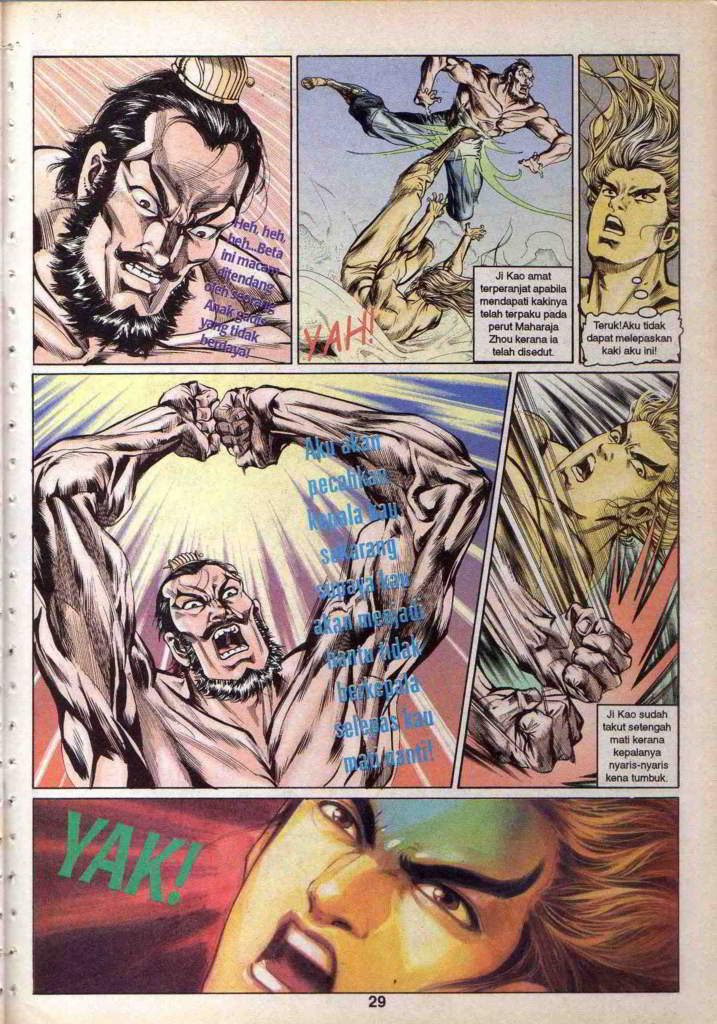 Heh, heh,
heh...Beta
ini macam
ditendang
oleh seorang
Anak gadis
yang tidak
berdaya!
YAH!
Ji Kao amat
terperanjat apabila
mendapati kakinya
telah terpaku pada
perut Maharaja
Zhou kerana ia
telah disedut.
Teruk!Aku tidak
dapat melepaskan
kaki aku ini!
Aku akan
pecahkan
kepala kau
sekarang
supaya kau
akan menjadi
hantu tidak
berkepala
selepas kau
mati nanti!
Ji Kao sudah
takut setengah
mati kerana
kepalanya
nyaris-nyaris
kena tumbuk.
YAK!
29